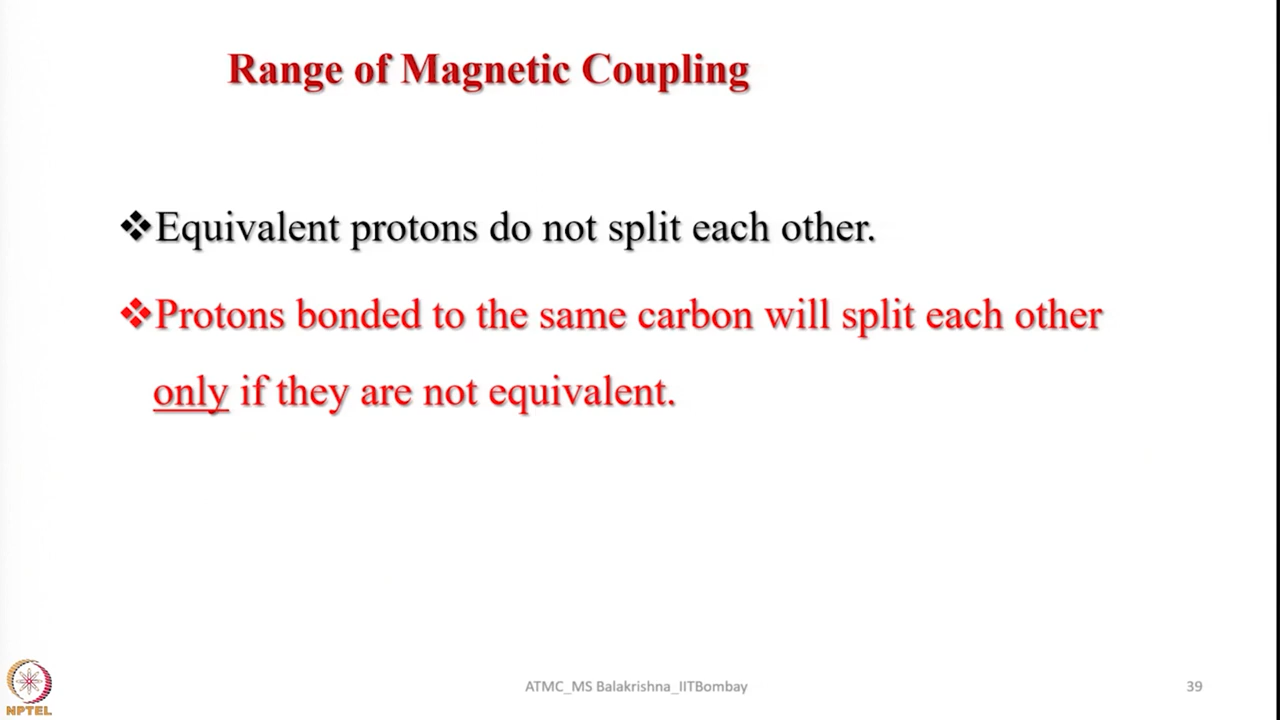 Range of Magnetic Coupling
❖Equivalent protons do not split each other.
❖Protons bonded to the same carbon will split each other
only if they are not equivalent.
NPTEL
ATMC_MS Balakrishna_IITBombay
39